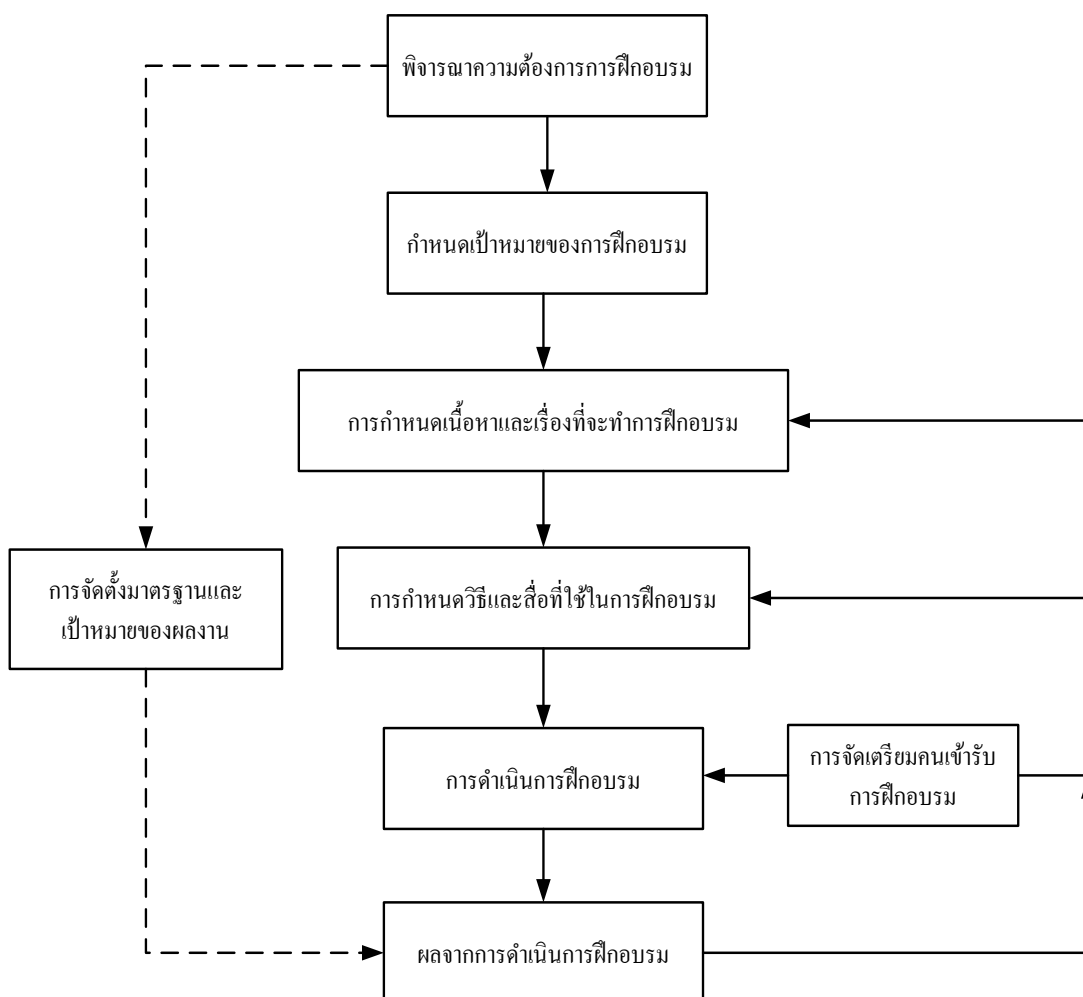 พิจารณาความต้องการการฝึกอบรม
กำหนดเป้าหมายของการฝึกอบรม
การกำหนดเนื้อหาและเรื่องที่จะทำการฝึกอบรม
การจัดตั้งมาตรฐานและ
เป้าหมายของผลงาน
การกำหนดวิธีและสื่อที่ใช้ในการฝึกอบรม
การดำเนินการฝึกอบรม
การจัดเตรียมคนเข้ารับ
การฝึกอบรม
ผลจากการดำเนินการฝึกอบรม